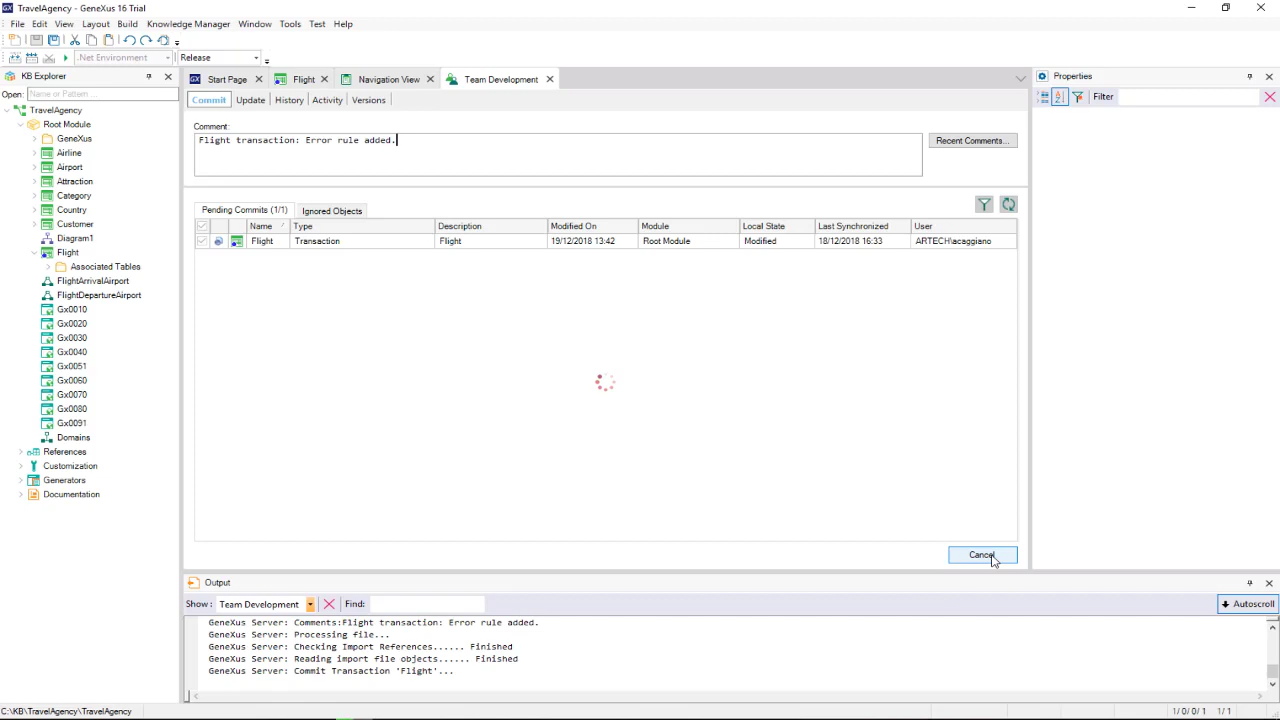 TravelAgency - GeneXus 16 Trial
File Edit View Layout Build Knowledge Manager Window Tools Test Help
.Net Environment Release
KB Explorer
Open: Name or Pattern ...
TravelAgency
Root Module
GeneXus
Airline
Airport
Attraction
Category
Country
Customer
Diagram1
Flight
Associated Tables
FlightArrivalAirport
FlightDepartureAirport
Gx0010
Gx0020
Gx0030
Gx0040
Gx0051
Gx0060
Gx0070
Gx0080
Gx0091
Domains
References
Customization
Generators
Documentation
Start Page Flight Navigation View Team Development
Commit Update History Activity Versions
Comment:
Flight transaction: Error rule added.
Recent Comments...
Pending Commits (1/1) Ignored Objects
Name Type Description Modified On Module Local State Last Synchronized User
Flight Transaction Flight 19/12/2018 13:42 Root Module Modified 18/12/2018 16:33 ARTECH\acaggiano
Cancel
Properties
Filter
Output
Show: Team Development Find: Autoscroll
GeneXus Server: Comments:Flight transaction: Error rule added.
GeneXus Server: Processing file...
GeneXus Server: Checking Import References...... Finished
GeneXus Server: Reading import file objects...... Finished
GeneXus Server: Commit Transaction 'Flight'...
C:\KB\TravelAgency\TravelAgency 1/0/0/1 1/1